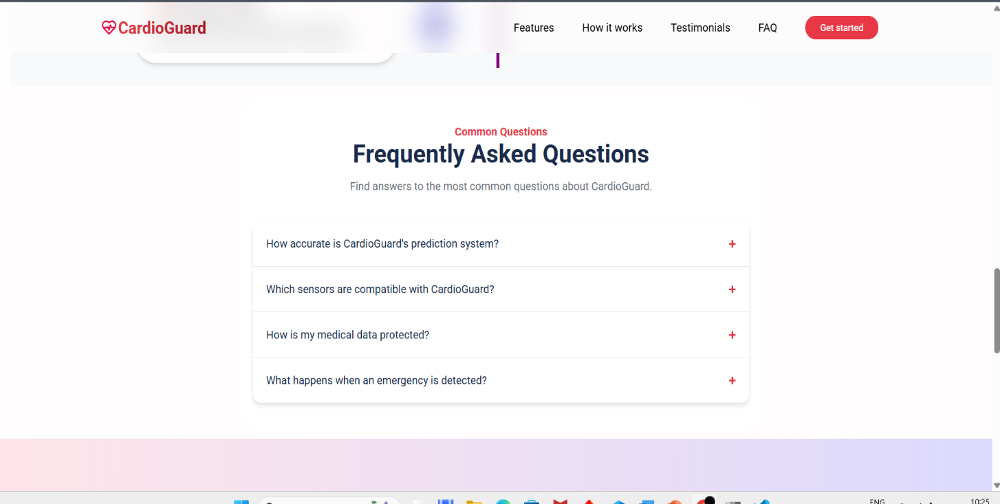 CardioGuard
Features How it works Testimonials FAQ Get started
Common Questions
Frequently Asked Questions
Find answers to the most common questions about CardioGuard.
How accurate is CardioGuard's prediction system? +
Which sensors are compatible with CardioGuard? +
How is my medical data protected? +
What happens when an emergency is detected? +
ENG 10:25